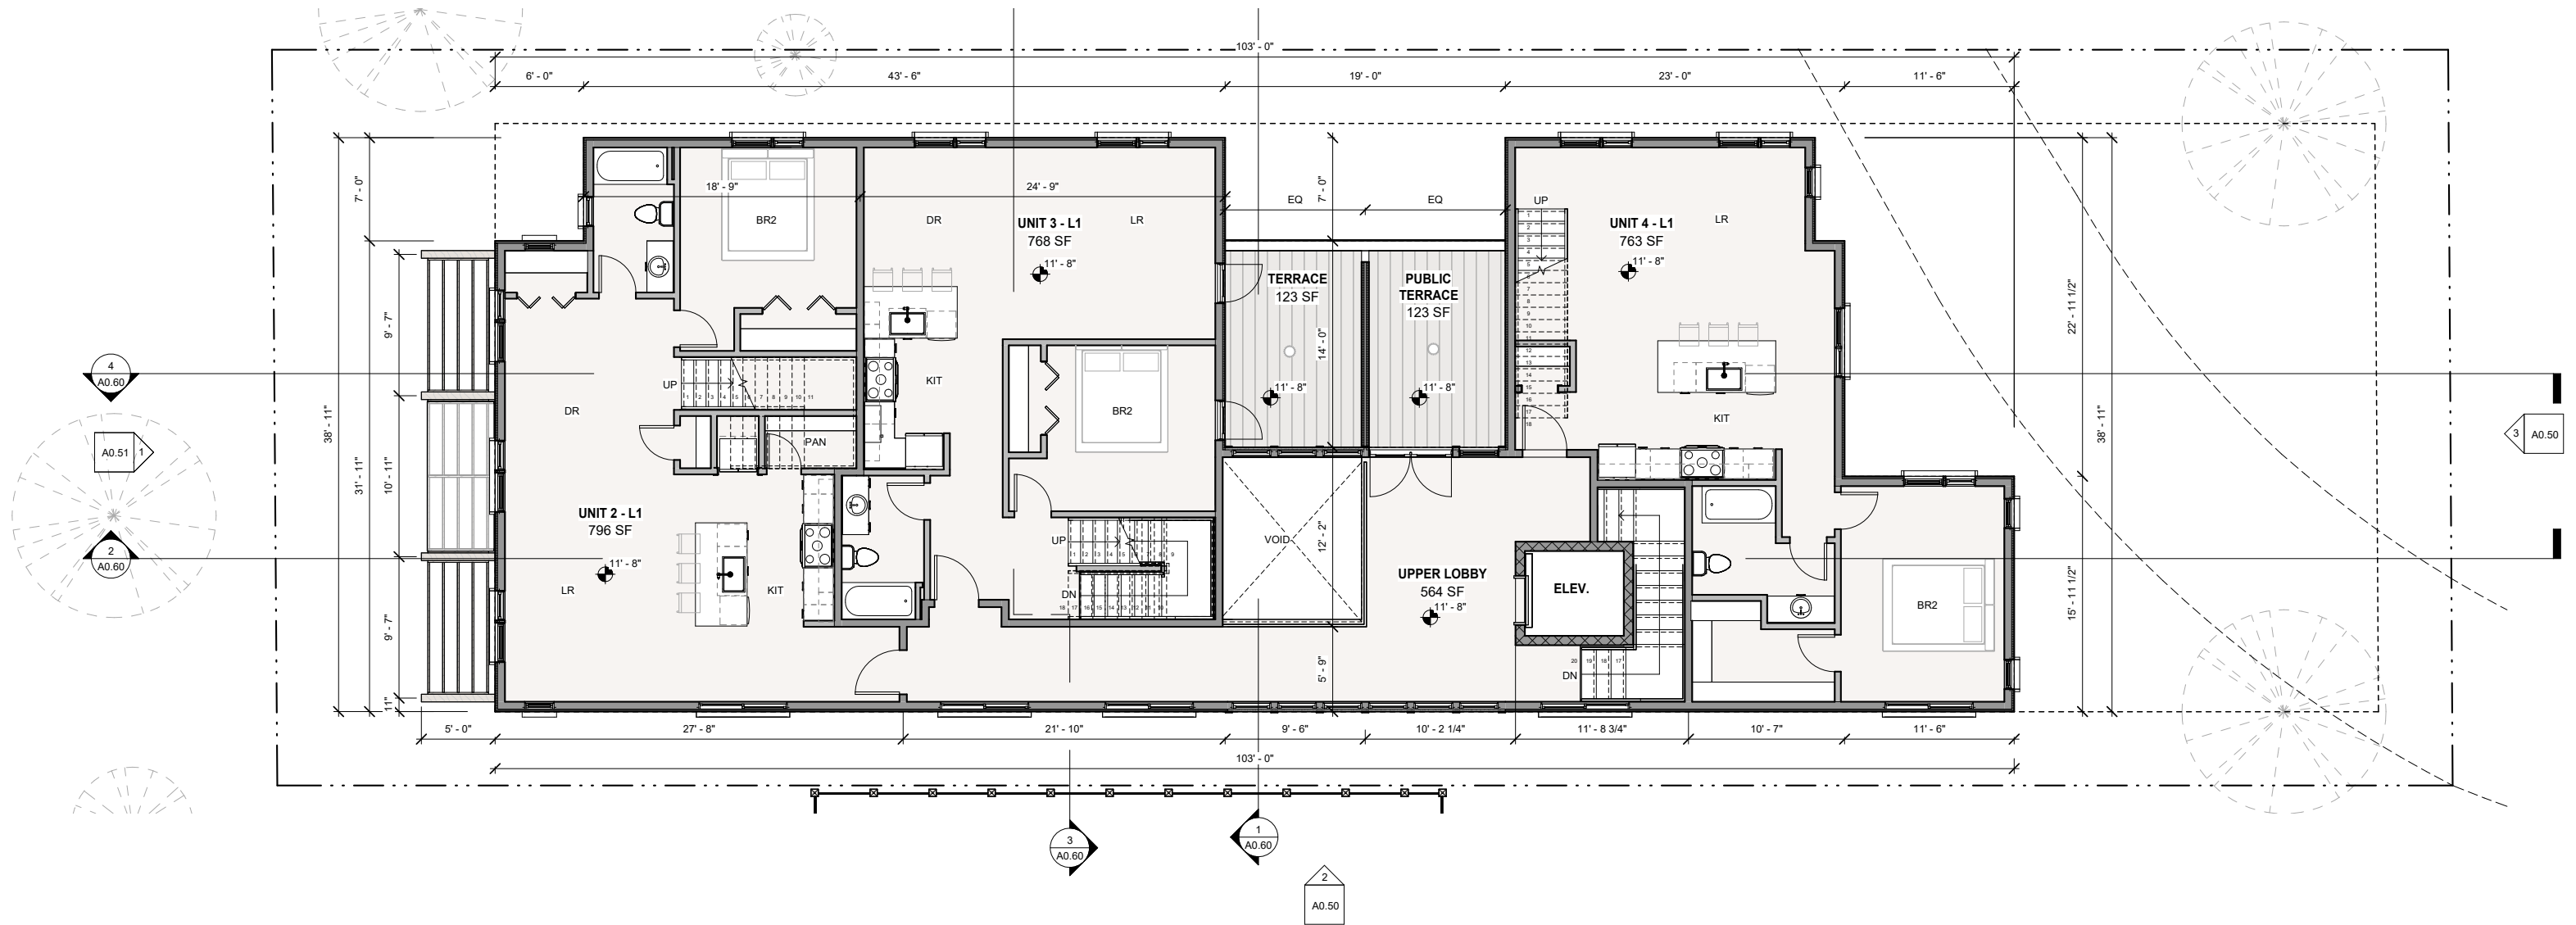 103' - 0"
6' - 0"
43' - 6"
19' - 0"
23' - 0"
11' - 6"
7' - 0"
38' - 11"
31' - 11"
9' - 7"
10' - 11"
9' - 7"
11"
18' - 9"
24' - 9"
BR2
DR
UNIT 3 - L1
768 SF
LR
11' - 8"
EQ
EQ
7' - 0"
UP
UNIT 4 - L1
763 SF
LR
11' - 8"
TERRACE
123 SF
14' - 0"
11' - 8"
PUBLIC
TERRACE
123 SF
11' - 8"
22' - 11 1/2"
38' - 11"
15' - 11 1/2"
4
A0.60
A0.51
1
2
A0.60
3
A0.50
UP
DR
KIT
PAN
BR2
KIT
UNIT 2 - L1
796 SF
11' - 8"
LR
KIT
UP
DN
VOID
12' - 2"
UPPER LOBBY
564 SF
11' - 8"
ELEV.
BR2
5' - 9"
DN
20 19 18 17
5' - 0"
27' - 8"
21' - 10"
9' - 6"
10' - 2 1/4"
11' - 8 3/4"
10' - 7"
11' - 6"
103' - 0"
3
A0.60
1
A0.60
2
A0.50